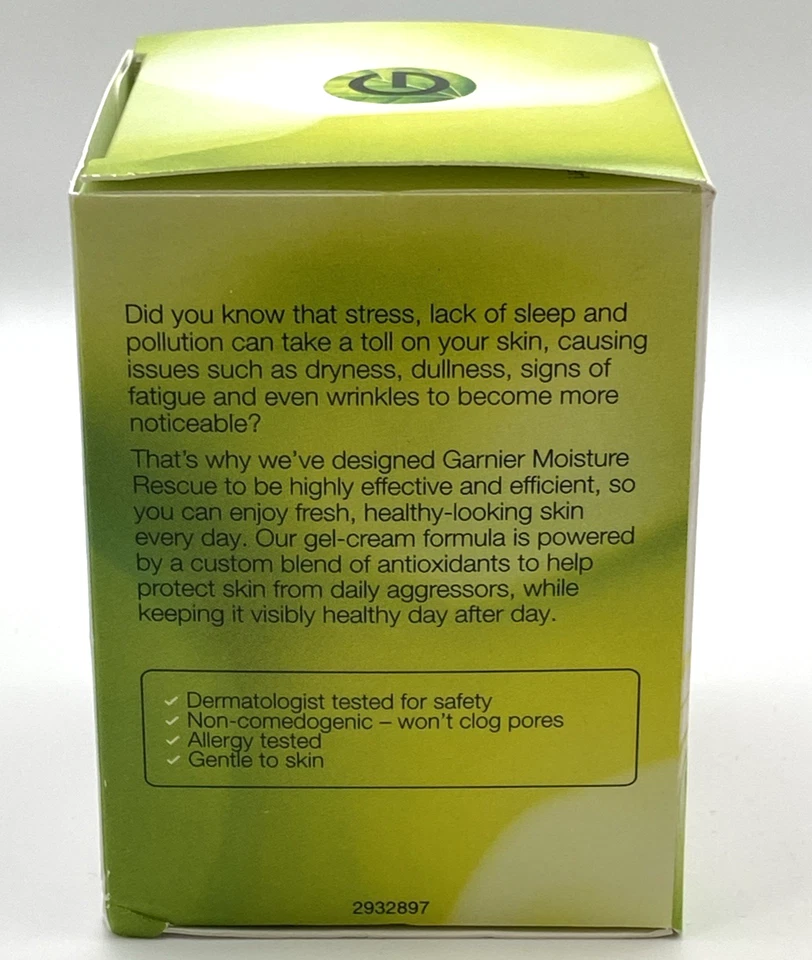 Did you know that stress, lack of sleep and
pollution can take a toll on your skin, causing
issues such as dryness, dullness, signs of
fatigue and even wrinkles to become more
noticeable?
That's why we've designed Garnier Moisture
Rescue to be highly effective and efficient, so
you can enjoy fresh, healthy-looking skin
every day. Our gel-cream formula is powered
by a custom blend of antioxidants to help
protect skin from daily aggressors, while
keeping it visibly healthy day after day.
Dermatologist tested for safety
Non-comedogenic – won't clog pores
Allergy tested
Gentle to skin
2932897